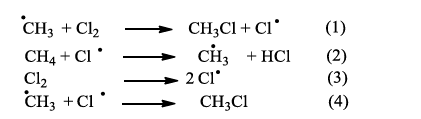 •CH₃ + Cl₂ ⟶ CH₃Cl + Cl• (1)
CH₄ + Cl • ⟶ •CH₃ + HCl (2)
Cl₂ ⟶ 2 Cl• (3)
•CH₃ + Cl • ⟶ CH₃Cl (4)